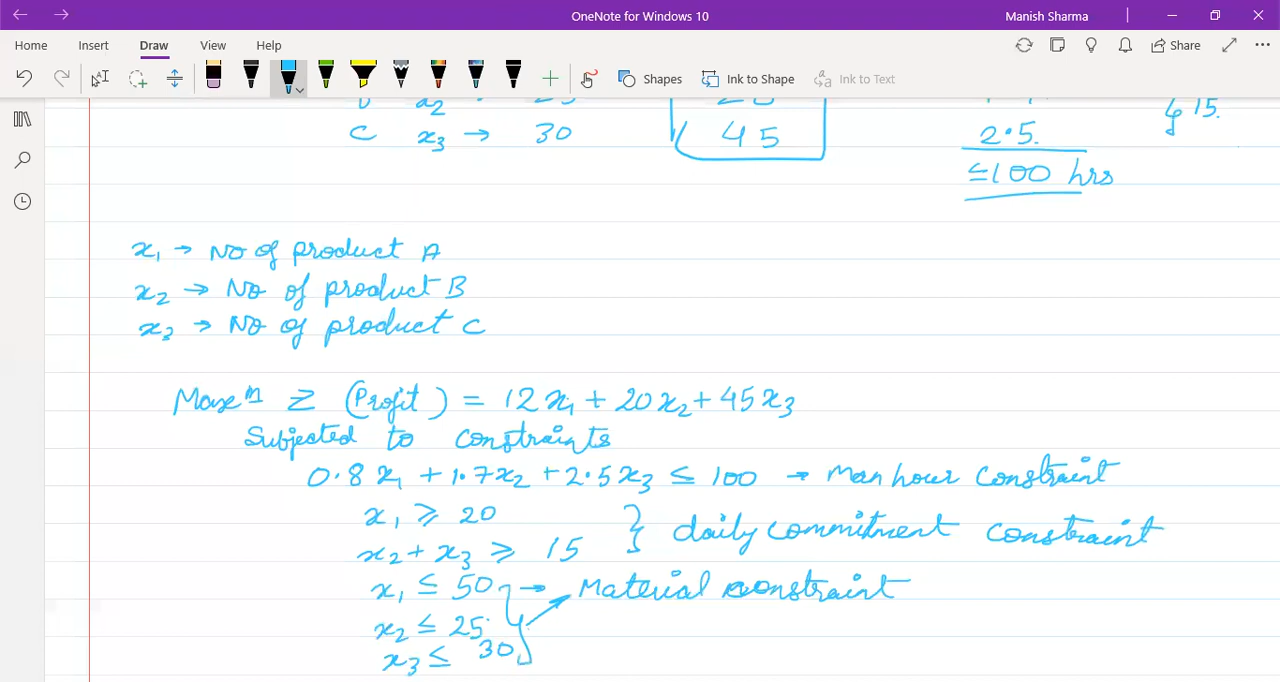 OneNote for Windows 10
Manish Sharma
Home Insert Draw View Help
Share
Shapes Ink to Shape Ink to Text
x₂ → 25
C x₃ → 30 45 2.5
≤100 hrs
15.
x₁ → No of product A
x₂ → No of product B
x₃ → No of product C
Maxᵐ Z (Profit) = 12x₁ + 20x₂ + 45x₃
Subjected to constraints
0.8x₁ + 1.7x₂ + 2.5x₃ ≤ 100 → Man hour constraint
x₁ ≥ 20
x₂ + x₃ ≥ 15 } daily commitment constraint
x₁ ≤ 50 → Material constraint
x₂ ≤ 25
x₃ ≤ 30